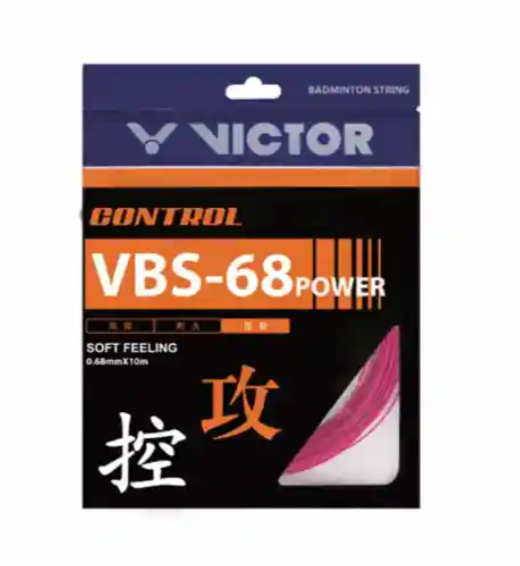 BADMINTON STRING
VICTOR
CONTROL
VBS-68POWER
SOFT FEELING
0.68mmX10m
攻
控